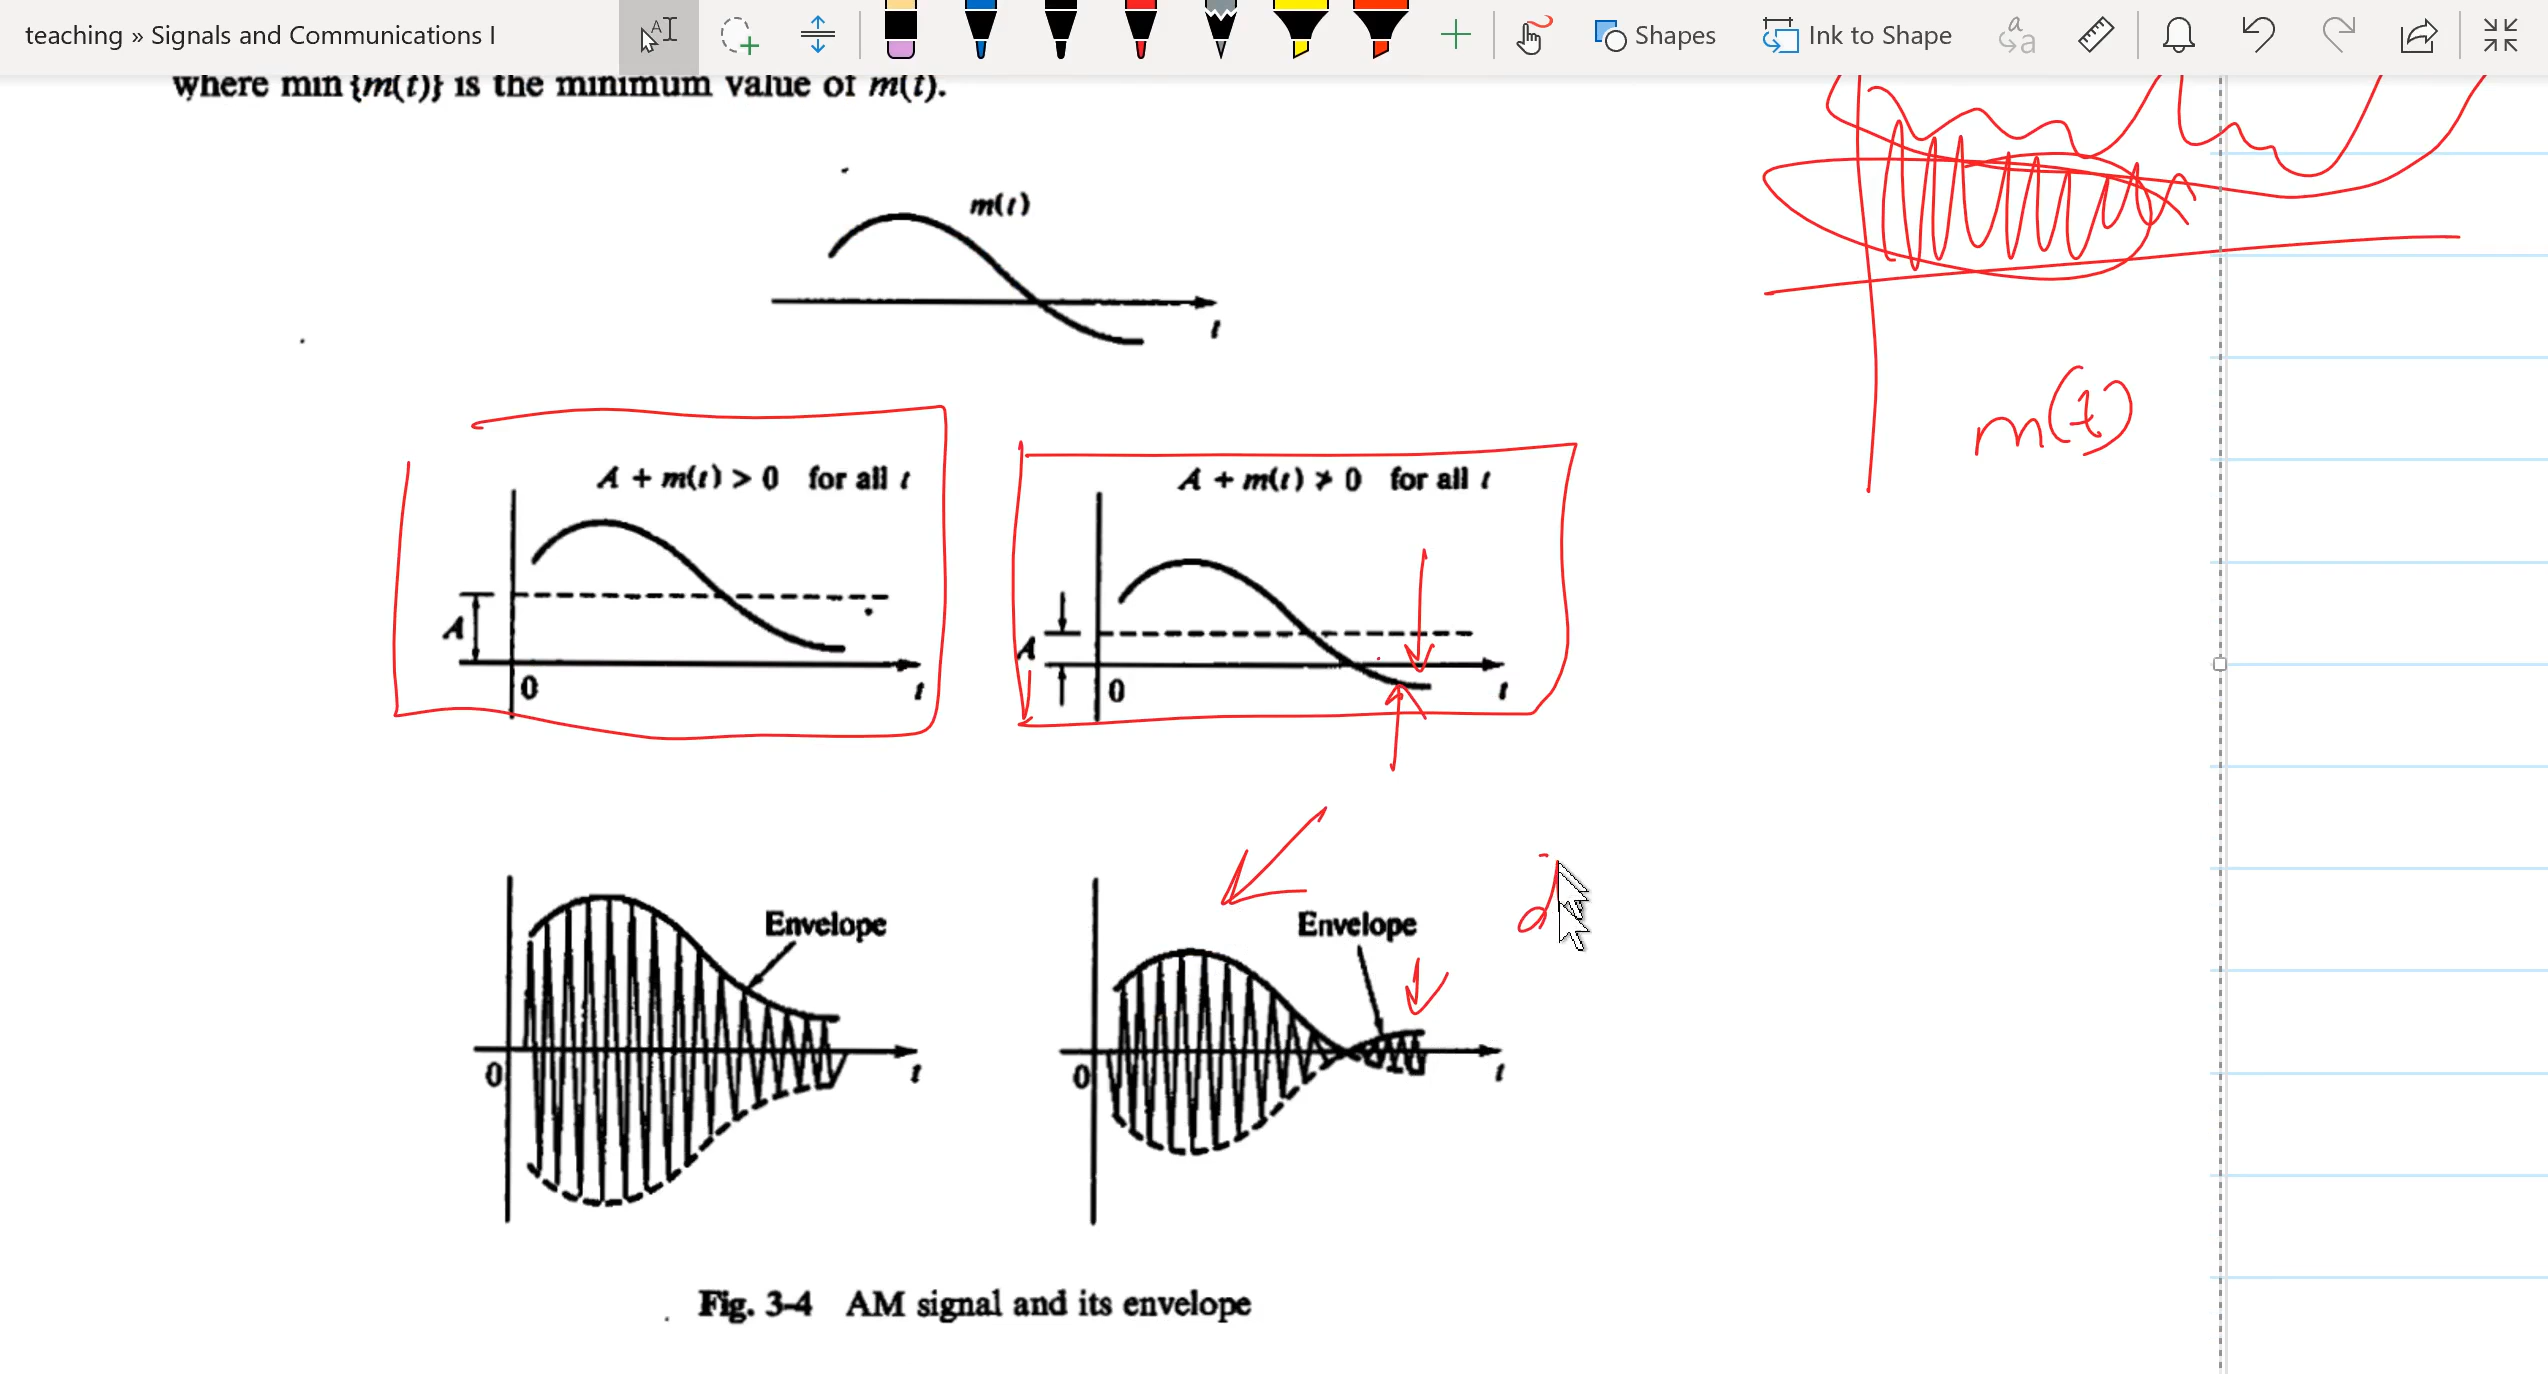 teaching » Signals and Communications I
Shapes
Ink to Shape
where min {m(t)} is the minimum value of m(t).
m(t)
t
m(t)
A + m(t) > 0 for all t
A
0
t
A + m(t) ≯ 0 for all t
A
0
t
Envelope
0
t
Envelope
0
t
d
Fig. 3-4 AM signal and its envelope